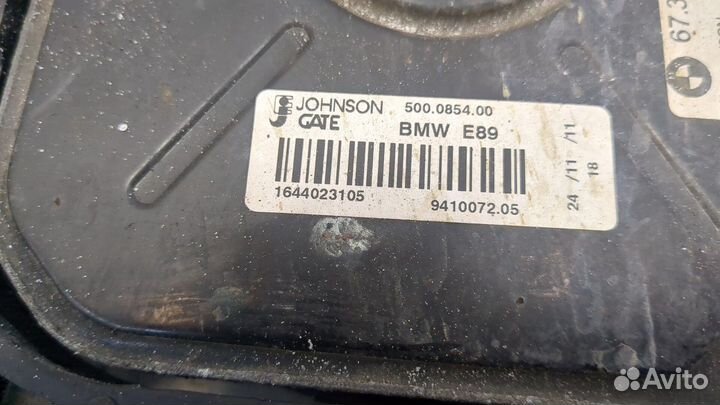 JOHNSON 500.0854.00
GATE BMW E89
1644023105 9410072.05
24 /11 /11
18
67.3
Avito